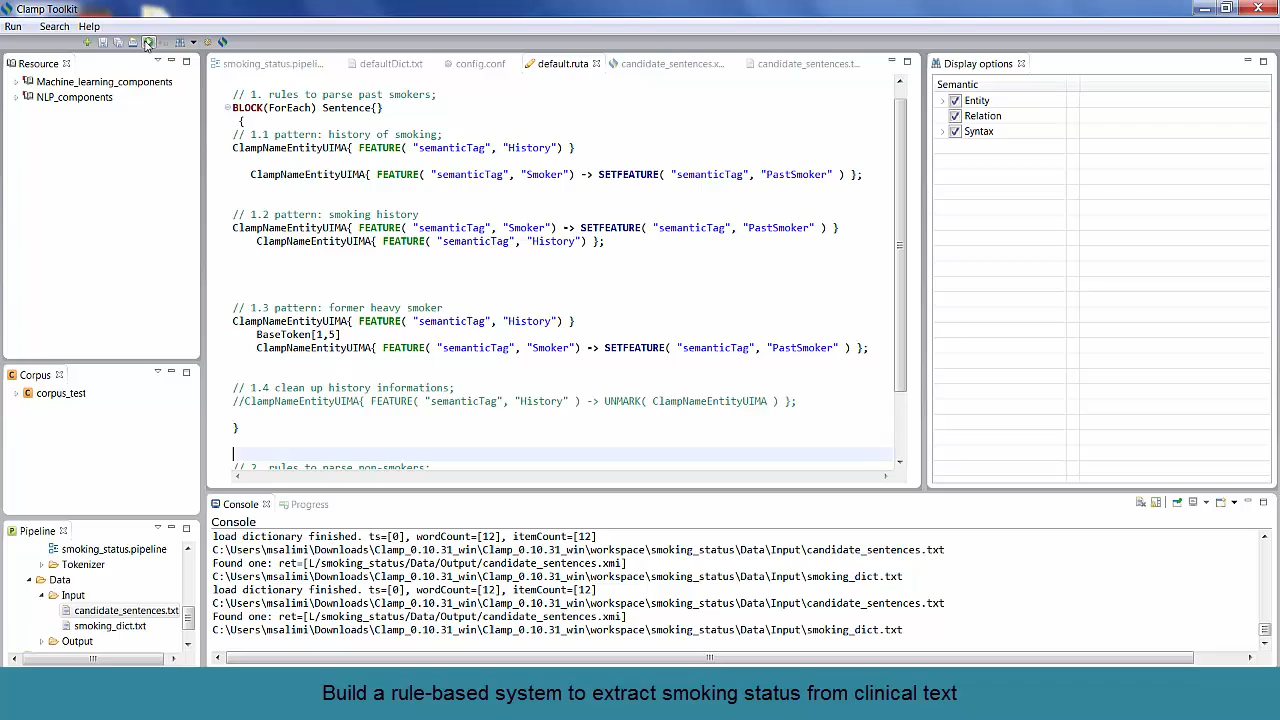 Clamp Toolkit
Run Search Help
Resource
Machine_learning_components
NLP_components
smoking_status.pipeli...
defaultDict.txt
config.conf
default.ruta
candidate_sentences.x...
candidate_sentences.t...
// 1. rules to parse past smokers;
BLOCK(ForEach) Sentence{}
{
// 1.1 pattern: history of smoking;
ClampNameEntityUIMA{ FEATURE( "semanticTag", "History") }
ClampNameEntityUIMA{ FEATURE( "semanticTag", "Smoker") -> SETFEATURE( "semanticTag", "PastSmoker" ) };
// 1.2 pattern: smoking history
ClampNameEntityUIMA{ FEATURE( "semanticTag", "Smoker") -> SETFEATURE( "semanticTag", "PastSmoker" ) }
ClampNameEntityUIMA{ FEATURE( "semanticTag", "History") };
// 1.3 pattern: former heavy smoker
ClampNameEntityUIMA{ FEATURE( "semanticTag", "History") }
BaseToken[1,5]
ClampNameEntityUIMA{ FEATURE( "semanticTag", "Smoker") -> SETFEATURE( "semanticTag", "PastSmoker" ) };
// 1.4 clean up history informations;
//ClampNameEntityUIMA{ FEATURE( "semanticTag", "History" ) -> UNMARK( ClampNameEntityUIMA ) };
}
// 2. rules to parse non-smokers;
Display options
Semantic
Entity
Relation
Syntax
Corpus
corpus_test
Pipeline
smoking_status.pipeline
Tokenizer
Data
Input
candidate_sentences.txt
smoking_dict.txt
Output
Console Progress
Console
load dictionary finished. ts=[0], wordCount=[12], itemCount=[12]
C:\Users\msalimi\Downloads\Clamp_0.10.31_win\Clamp_0.10.31_win\workspace\smoking_status\Data\Input\candidate_sentences.txt
Found one: ret=[L/smoking_status/Data/Output/candidate_sentences.xmi]
C:\Users\msalimi\Downloads\Clamp_0.10.31_win\Clamp_0.10.31_win\workspace\smoking_status\Data\Input\smoking_dict.txt
load dictionary finished. ts=[0], wordCount=[12], itemCount=[12]
C:\Users\msalimi\Downloads\Clamp_0.10.31_win\Clamp_0.10.31_win\workspace\smoking_status\Data\Input\candidate_sentences.txt
Found one: ret=[L/smoking_status/Data/Output/candidate_sentences.xmi]
C:\Users\msalimi\Downloads\Clamp_0.10.31_win\Clamp_0.10.31_win\workspace\smoking_status\Data\Input\smoking_dict.txt
Build a rule-based system to extract smoking status from clinical text